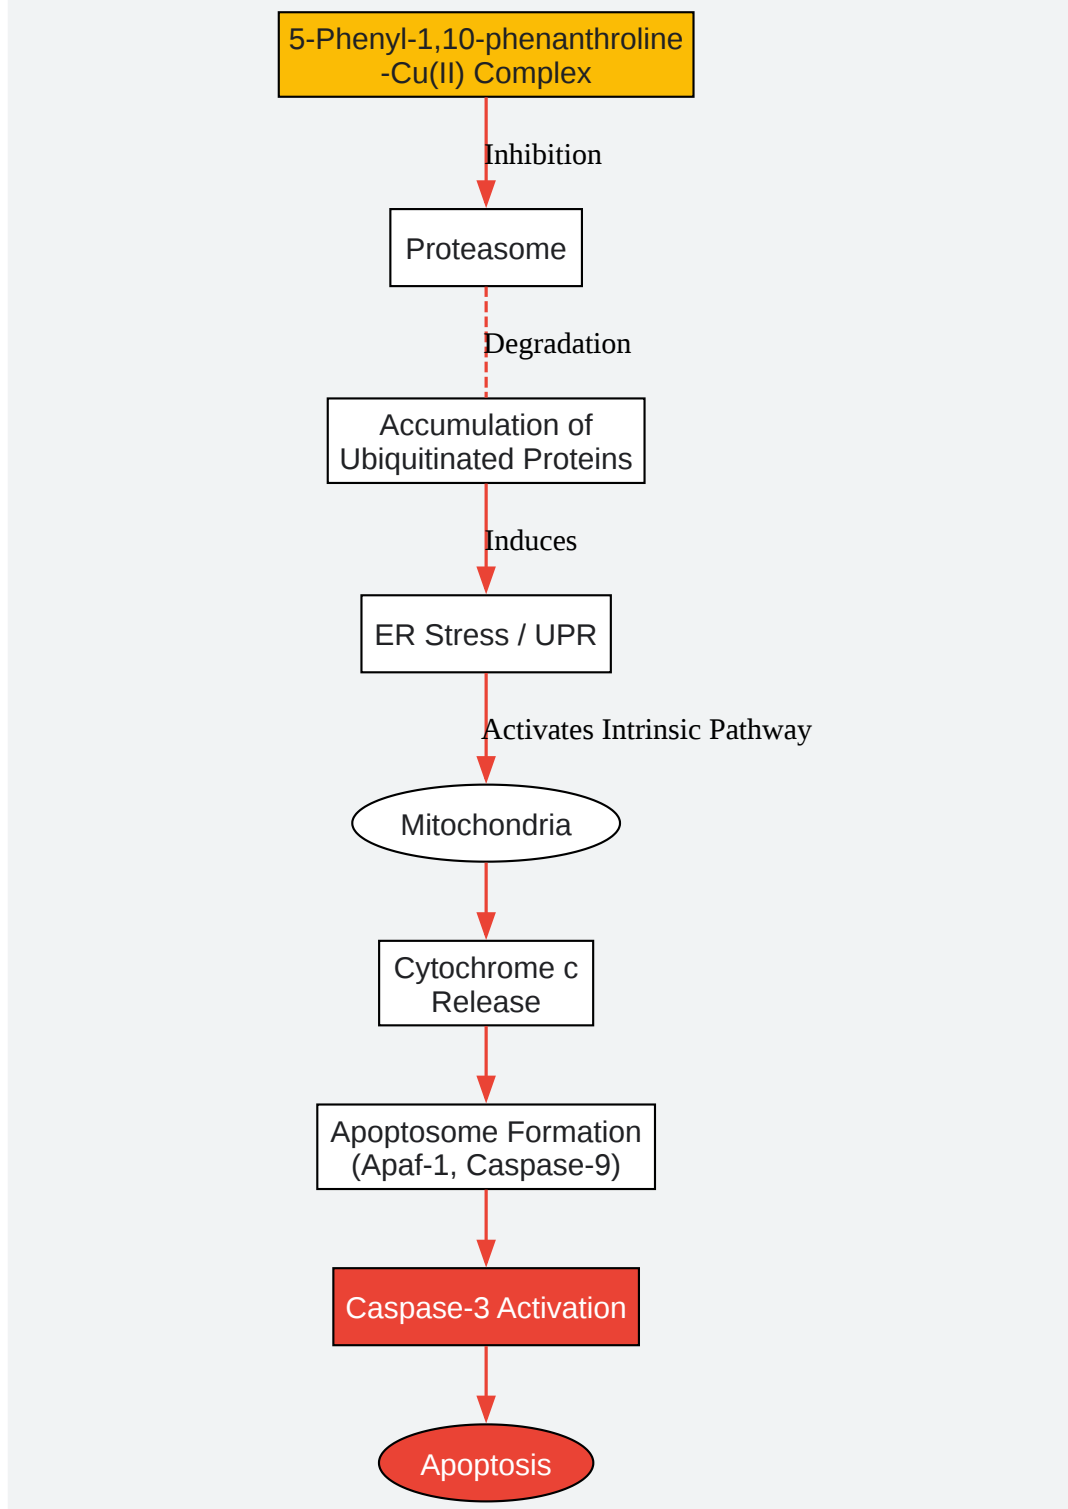 5-Phenyl-1,10-phenanthroline
-Cu(II) Complex
Inhibition
Proteasome
Degradation
Accumulation of
Ubiquitinated Proteins
Induces
ER Stress / UPR
Activates Intrinsic Pathway
Mitochondria
Cytochrome c
Release
Apoptosome Formation
(Apaf-1, Caspase-9)
Caspase-3 Activation
Apoptosis